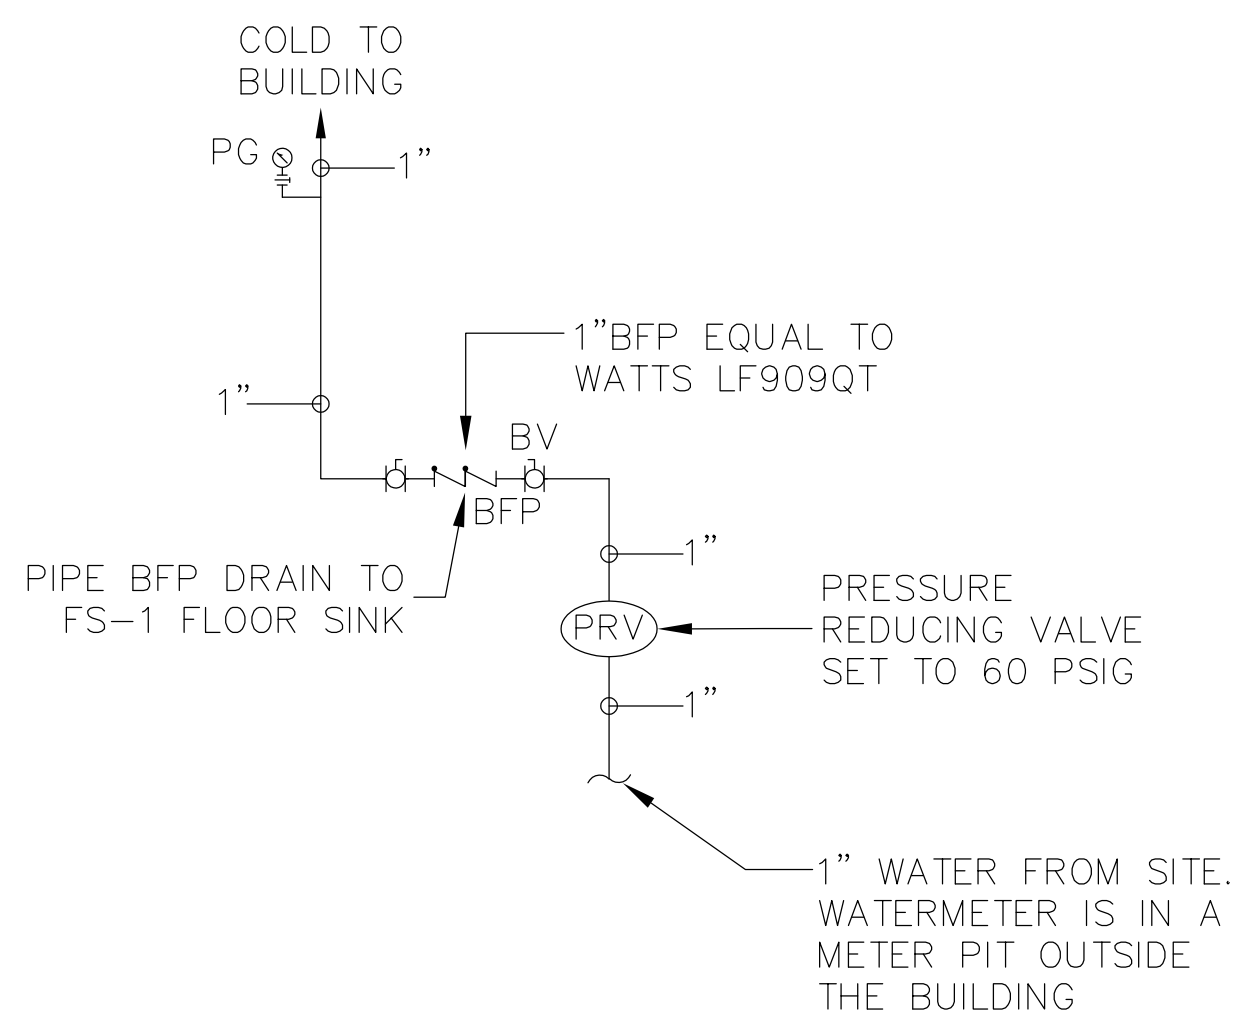 COLD TO
BUILDING
PG
1”
1”BFP EQUAL TO
WATTS LF909QT
1”
BV
BFP
1”
PIPE BFP DRAIN TO
FS-1 FLOOR SINK
PRESSURE
REDUCING VALVE
SET TO 60 PSIG
PRV
1”
1” WATER FROM SITE.
WATERMETER IS IN A
METER PIT OUTSIDE
THE BUILDING